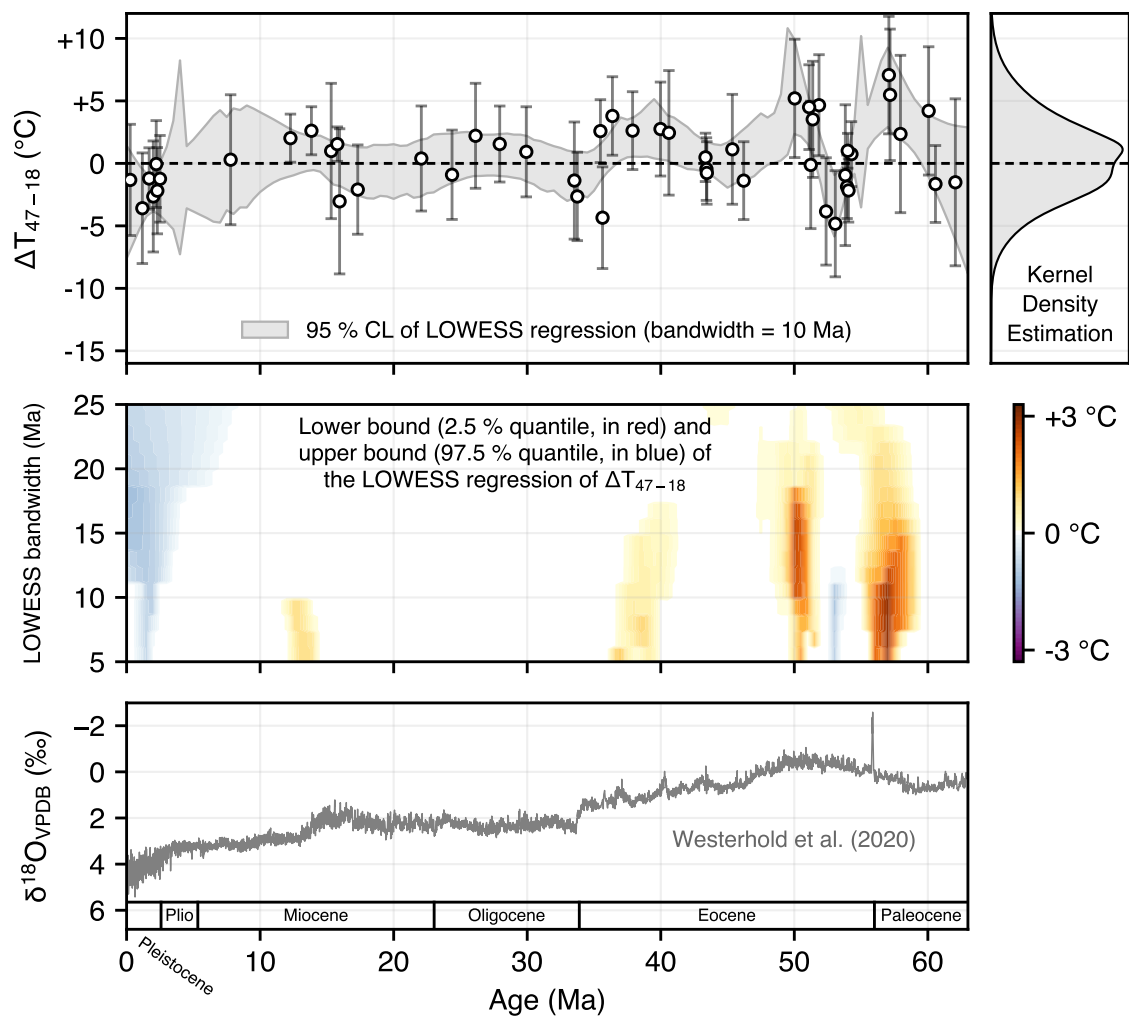 +10
+5
0
-5
-10
-15
ΔT47−18 (°C)
95 % CL of LOWESS regression (bandwidth = 10 Ma)
Kernel
Density
Estimation
25
20
15
10
5
LOWESS bandwidth (Ma)
Lower bound (2.5 % quantile, in red) and
upper bound (97.5 % quantile, in blue) of
the LOWESS regression of ΔT47−18
+3 °C
0 °C
-3 °C
−2
0
2
4
6
δ18OVPDB (‰)
Westerhold et al. (2020)
Pleistocene
Plio
Miocene
Oligocene
Eocene
Paleocene
0
10
20
30
40
50
60
Age (Ma)